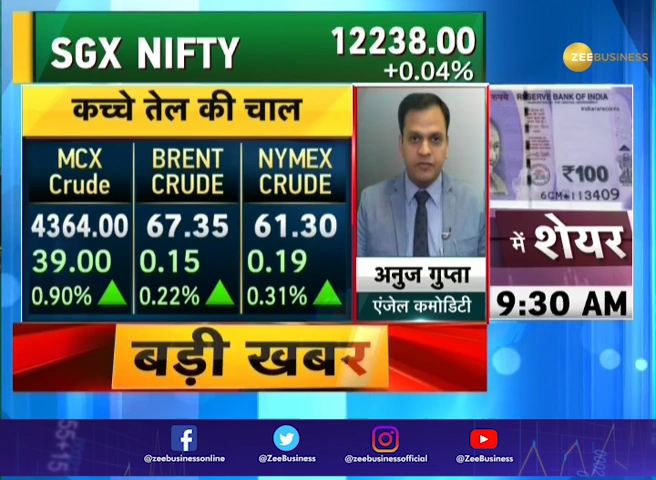 SGX NIFTY
12238.00
+0.04%
ZEEBUSINESS
कच्चे तेल की चाल
MCX
Crude
4364.00
39.00
0.90%
BRENT
CRUDE
67.35
0.15
0.22%
NYMEX
CRUDE
61.30
0.19
0.31%
अनुज गुप्ता
एंजेल कमोडिटी
रुपये RESERVE BANK OF INDIA
₹100
6CM 113409
में शेयर
9:30 AM
बड़ी खबर
@zeebusinessonline
@ZeeBusiness
@zeebusinessofficial
@ZeeBusiness